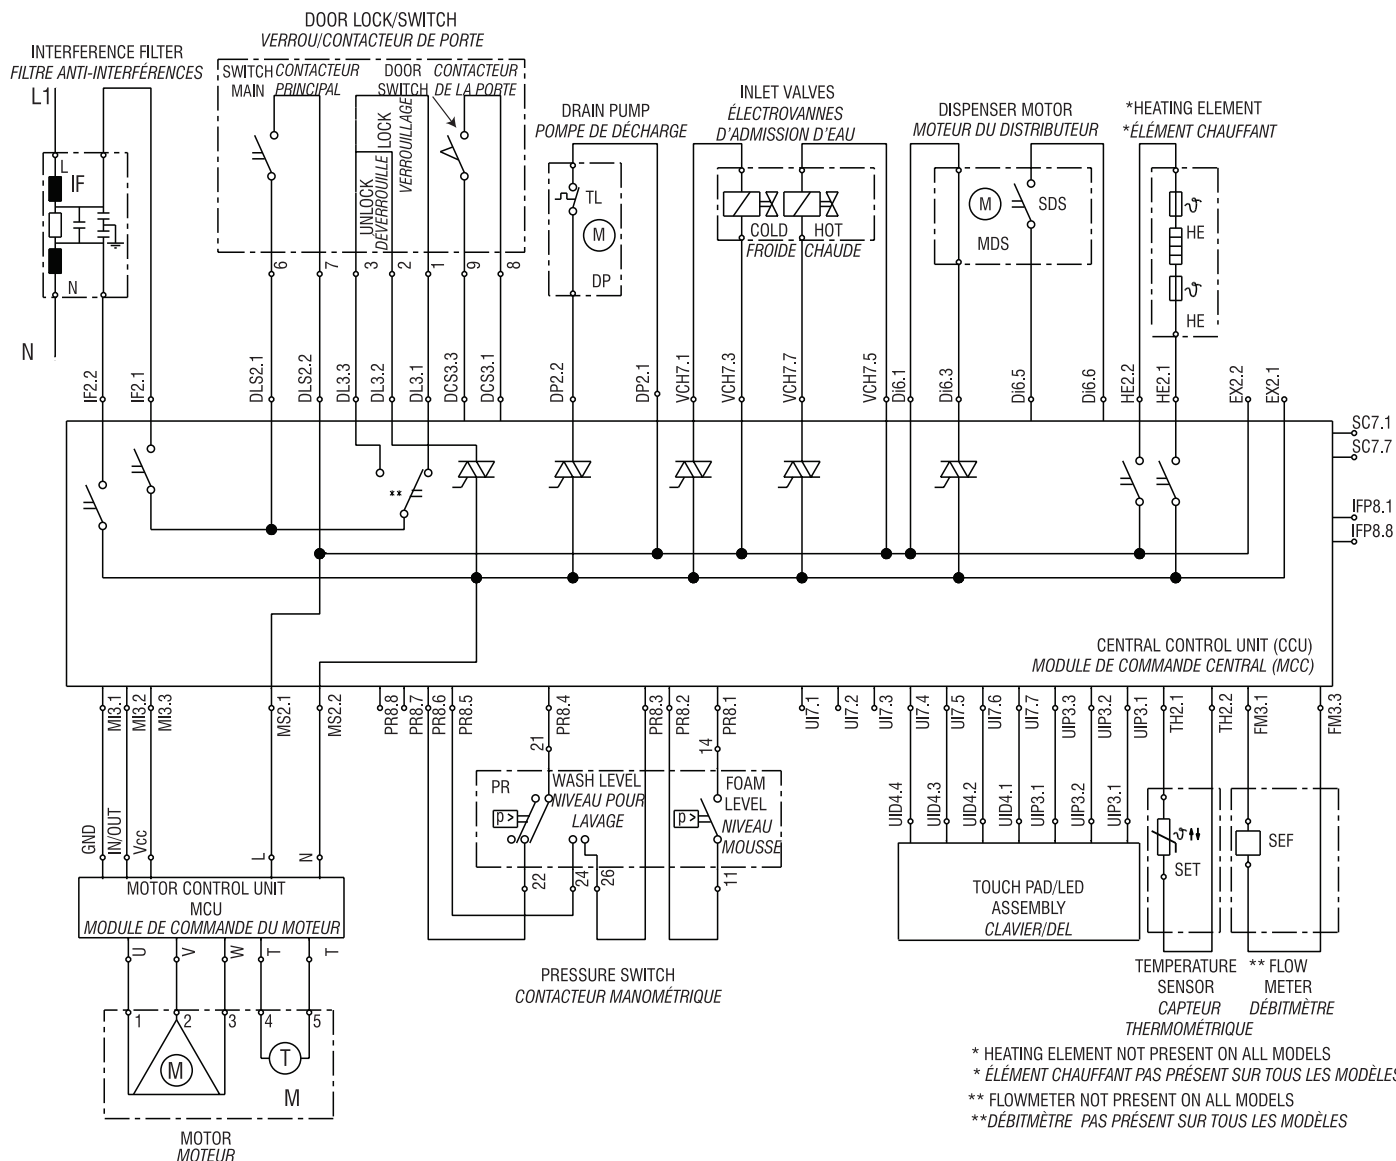 DOOR LOCK/SWITCH
VERROU/CONTACTEUR DE PORTE
INTERFERENCE FILTER
FILTRE ANTI-INTERFÉRENCES
SWITCH MAIN
CONTACTEUR PRINCIPAL
DOOR SWITCH
CONTACTEUR DE LA PORTE
UNLOCK
DÉVERROUILLE
LOCK
VERROUILLAGE
DRAIN PUMP
POMPE DE DÉCHARGE
INLET VALVES
ÉLECTROVANNES
D'ADMISSION D'EAU
DISPENSER MOTOR
MOTEUR DU DISTRIBUTEUR
*HEATING ELEMENT
*ÉLÉMENT CHAUFFANT
L1
L
IF
N
N
TL
M
DP
COLD
FROIDE
HOT
CHAUDE
M
MDS
SDS
HE
HE
6
7
3
2
1
9
8
IF2.2
IF2.1
DLS2.1
DLS2.2
DL3.3
DL3.2
DL3.1
DCS3.3
DCS3.1
DP2.2
DP2.1
VCH7.1
VCH7.3
VCH7.7
VCH7.5
Di6.1
Di6.3
Di6.5
Di6.6
HE2.2
HE2.1
EX2.2
EX2.1
SC7.1
SC7.7
IFP8.1
IFP8.8
**
CENTRAL CONTROL UNIT (CCU)
MODULE DE COMMANDE CENTRAL (MCC)
MI3.1
MI3.2
MI3.3
MS2.1
MS2.2
PR8.8
PR8.7
PR8.6
PR8.5
PR8.4
PR8.3
PR8.2
PR8.1
UI7.1
UI7.2
UI7.3
UI7.4
UI7.5
UI7.6
UI7.7
UIP3.3
UIP3.2
UIP3.1
TH2.1
TH2.2
FM3.1
FM3.3
21
14
PR
P>
WASH LEVEL
NIVEAU POUR
LAVAGE
P>
FOAM
LEVEL
NIVEAU
MOUSSE
22
24
26
11
PRESSURE SWITCH
CONTACTEUR MANOMÉTRIQUE
GND
IN/OUT
Vcc
L
N
MOTOR CONTROL UNIT
MCU
MODULE DE COMMANDE DU MOTEUR
U
V
W
T
T
1
2
3
4
5
M
T
M
MOTOR
MOTEUR
UID4.4
UID4.3
UID4.2
UID4.1
UIP3.1
UIP3.2
UIP3.1
TOUCH PAD/LED
ASSEMBLY
CLAVIER/DEL
SET
SEF
TEMPERATURE
SENSOR
CAPTEUR
THERMOMÉTRIQUE
** FLOW
METER
DÉBITMÈTRE
* HEATING ELEMENT NOT PRESENT ON ALL MODELS
* ÉLÉMENT CHAUFFANT PAS PRÉSENT SUR TOUS LES MODÈLES
** FLOWMETER NOT PRESENT ON ALL MODELS
**DÉBITMÈTRE PAS PRÉSENT SUR TOUS LES MODÈLES